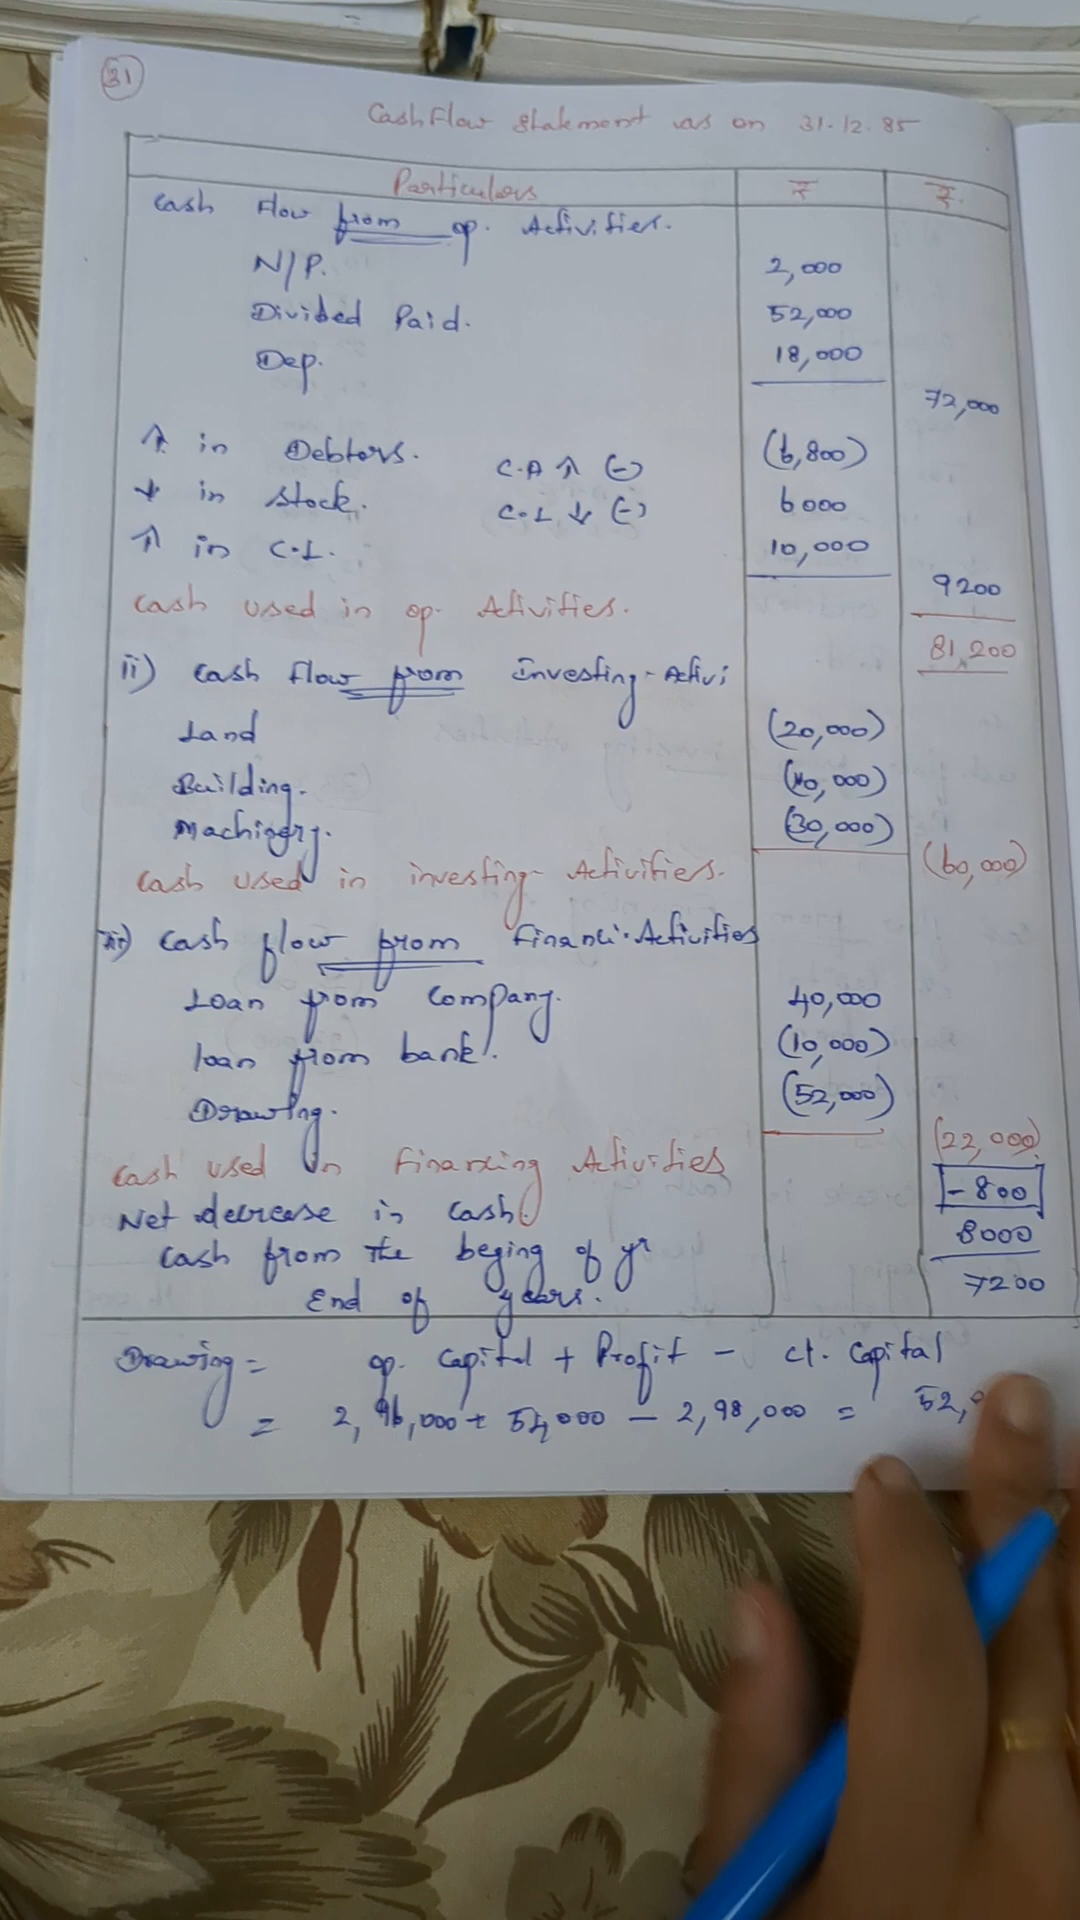 31
Cash Flow Statement as on 31.12.85
Particulars ₹ ₹.
Cash Flow from op. Activities.
N/P. 2,000
Divided Paid. 52,000
Dep. 18,000
72,000
↑ in Debtors. C.A ↑ (-) (6,800)
↓ in stock. C.L ↓ (-) 6000
↑ in C.L. 10,000
9200
Cash used in op. Activities.
81,200
ii) Cash flow from Investing - Activi
Land (20,000)
Building. (10,000)
Machinery. (30,000)
(60,000)
Cash used in investing Activities.
iii) Cash flow from Financi. Activities
Loan from Company. 40,000
loan from bank. (10,000)
Drawing. (52,000)
(22,000)
Cash used in Financing Activities
-800
Net decrese in Cash
8000
Cash from the beging of yr
7200
End of years.
Drawing = op. Capital + Profit - cl. Capital
= 2,96,000 + 54,000 - 2,98,000 =